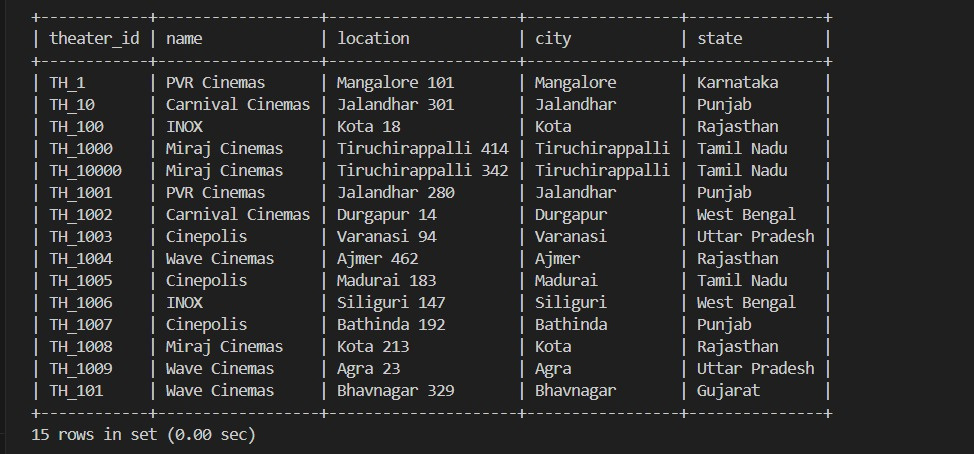 +------------+------------------+---------------------+----------------+---------------+
| theater_id | name             | location            | city           | state         |
+------------+------------------+---------------------+----------------+---------------+
| TH_1       | PVR Cinemas      | Mangalore 101       | Mangalore      | Karnataka     |
| TH_10      | Carnival Cinemas | Jalandhar 301       | Jalandhar      | Punjab        |
| TH_100     | INOX             | Kota 18             | Kota           | Rajasthan     |
| TH_1000    | Miraj Cinemas    | Tiruchirappalli 414 | Tiruchirappalli | Tamil Nadu    |
| TH_10000   | Miraj Cinemas    | Tiruchirappalli 342 | Tiruchirappalli | Tamil Nadu    |
| TH_1001    | PVR Cinemas      | Jalandhar 280       | Jalandhar      | Punjab        |
| TH_1002    | Carnival Cinemas | Durgapur 14         | Durgapur       | West Bengal   |
| TH_1003    | Cinepolis        | Varanasi 94         | Varanasi       | Uttar Pradesh |
| TH_1004    | Wave Cinemas     | Ajmer 462           | Ajmer          | Rajasthan     |
| TH_1005    | Cinepolis        | Madurai 183         | Madurai        | Tamil Nadu    |
| TH_1006    | INOX             | Siliguri 147        | Siliguri       | West Bengal   |
| TH_1007    | Cinepolis        | Bathinda 192        | Bathinda       | Punjab        |
| TH_1008    | Miraj Cinemas    | Kota 213            | Kota           | Rajasthan     |
| TH_1009    | Wave Cinemas     | Agra 23             | Agra           | Uttar Pradesh |
| TH_101     | Wave Cinemas     | Bhavnagar 329       | Bhavnagar      | Gujarat       |
+------------+------------------+---------------------+----------------+---------------+
15 rows in set (0.00 sec)